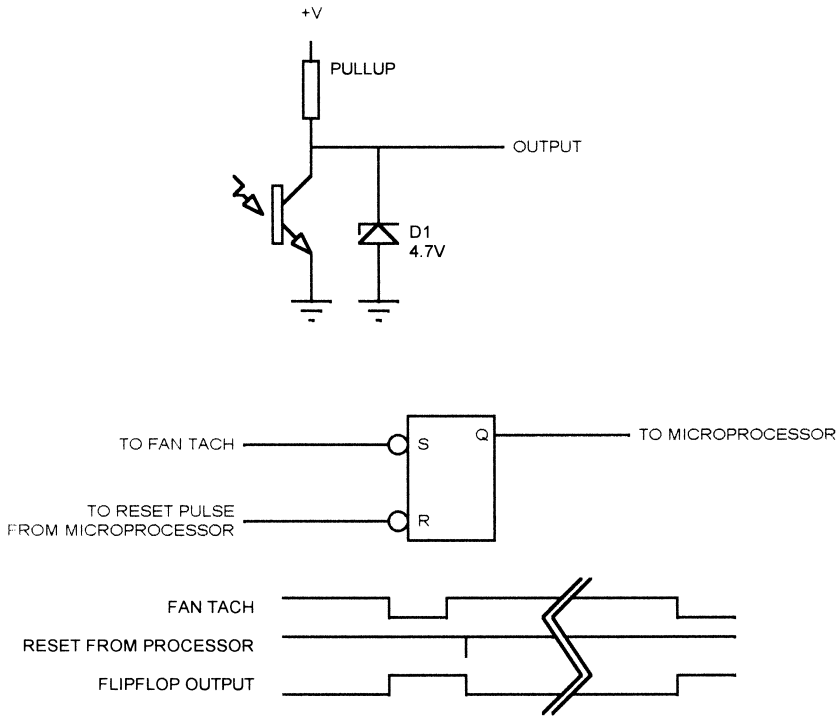 +V
PULLUP
OUTPUT
D1
4.7V
TO FAN TACH
S
Q
TO MICROPROCESSOR
TO RESET PULSE
FROM MICROPROCESSOR
R
FAN TACH
RESET FROM PROCESSOR
FLIPFLOP OUTPUT